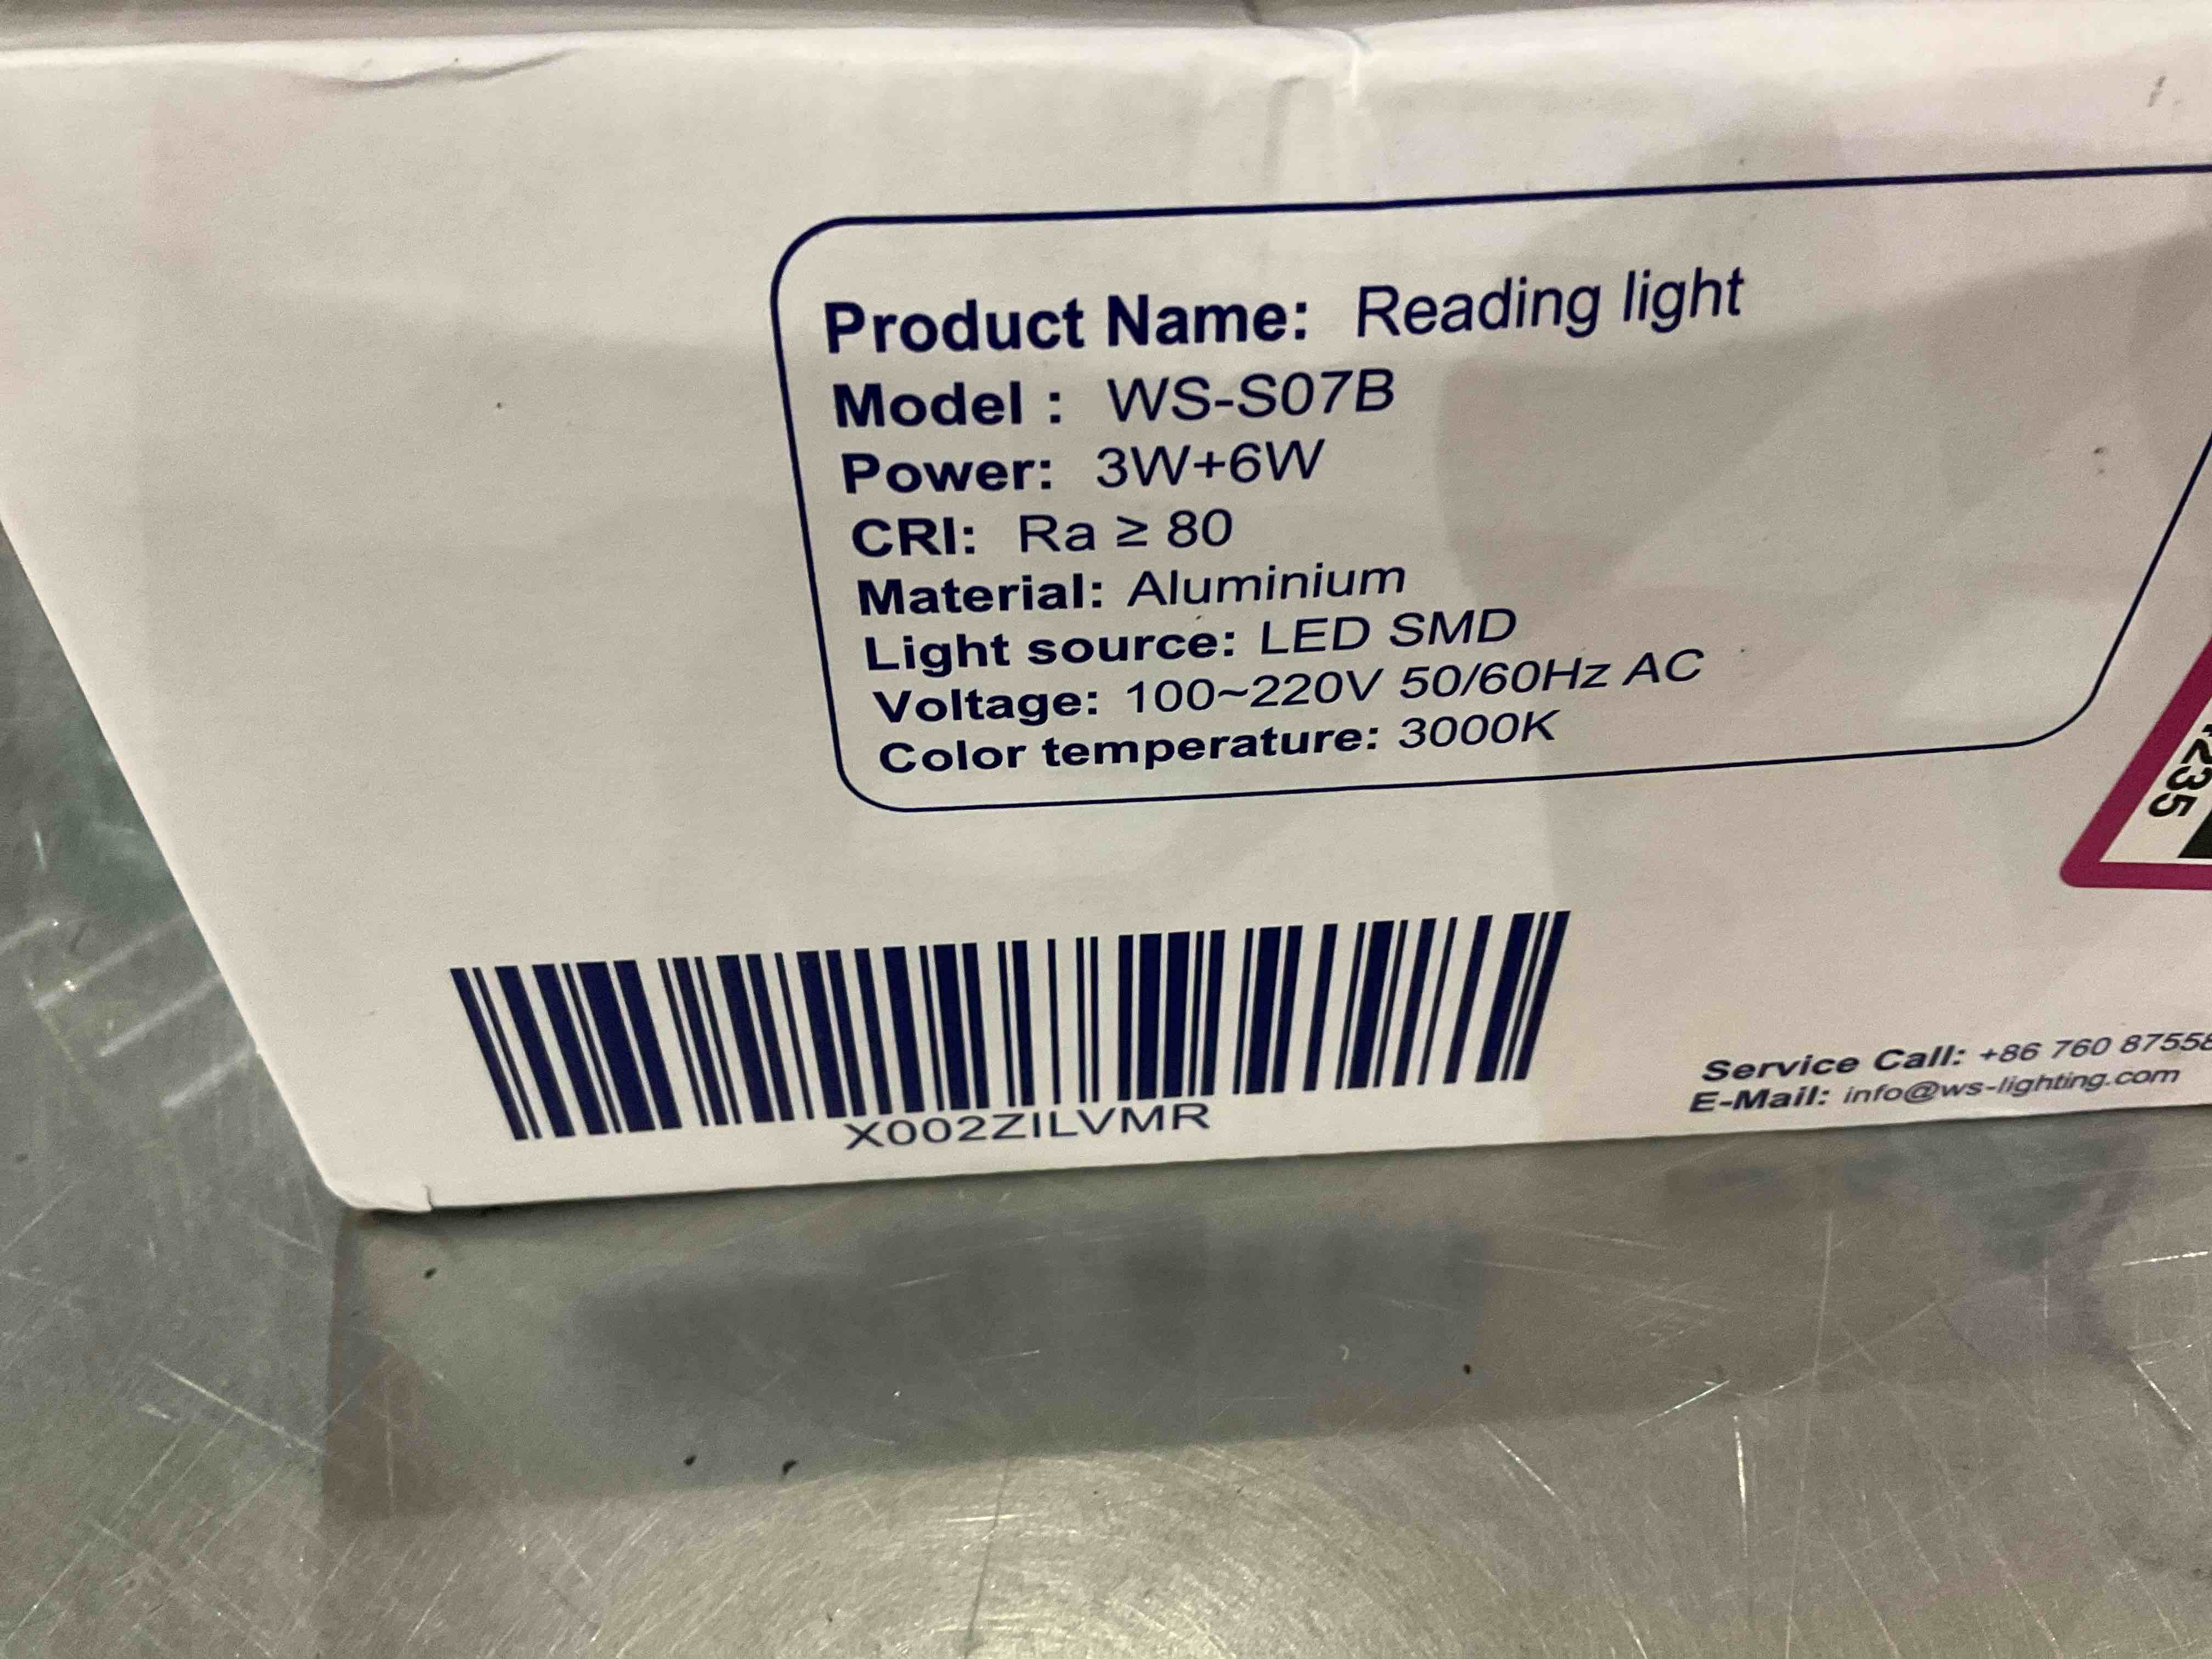 Product Name: Reading light
Model : WS-S07B
Power: 3W+6W
CRI: Ra ≥ 80
Material: Aluminium
Light source: LED SMD
Voltage: 100~220V 50/60Hz AC
Color temperature: 3000K
235
X002ZILVMR
Service Call: +86 760 87558
E-Mail: info@ws-lighting.com